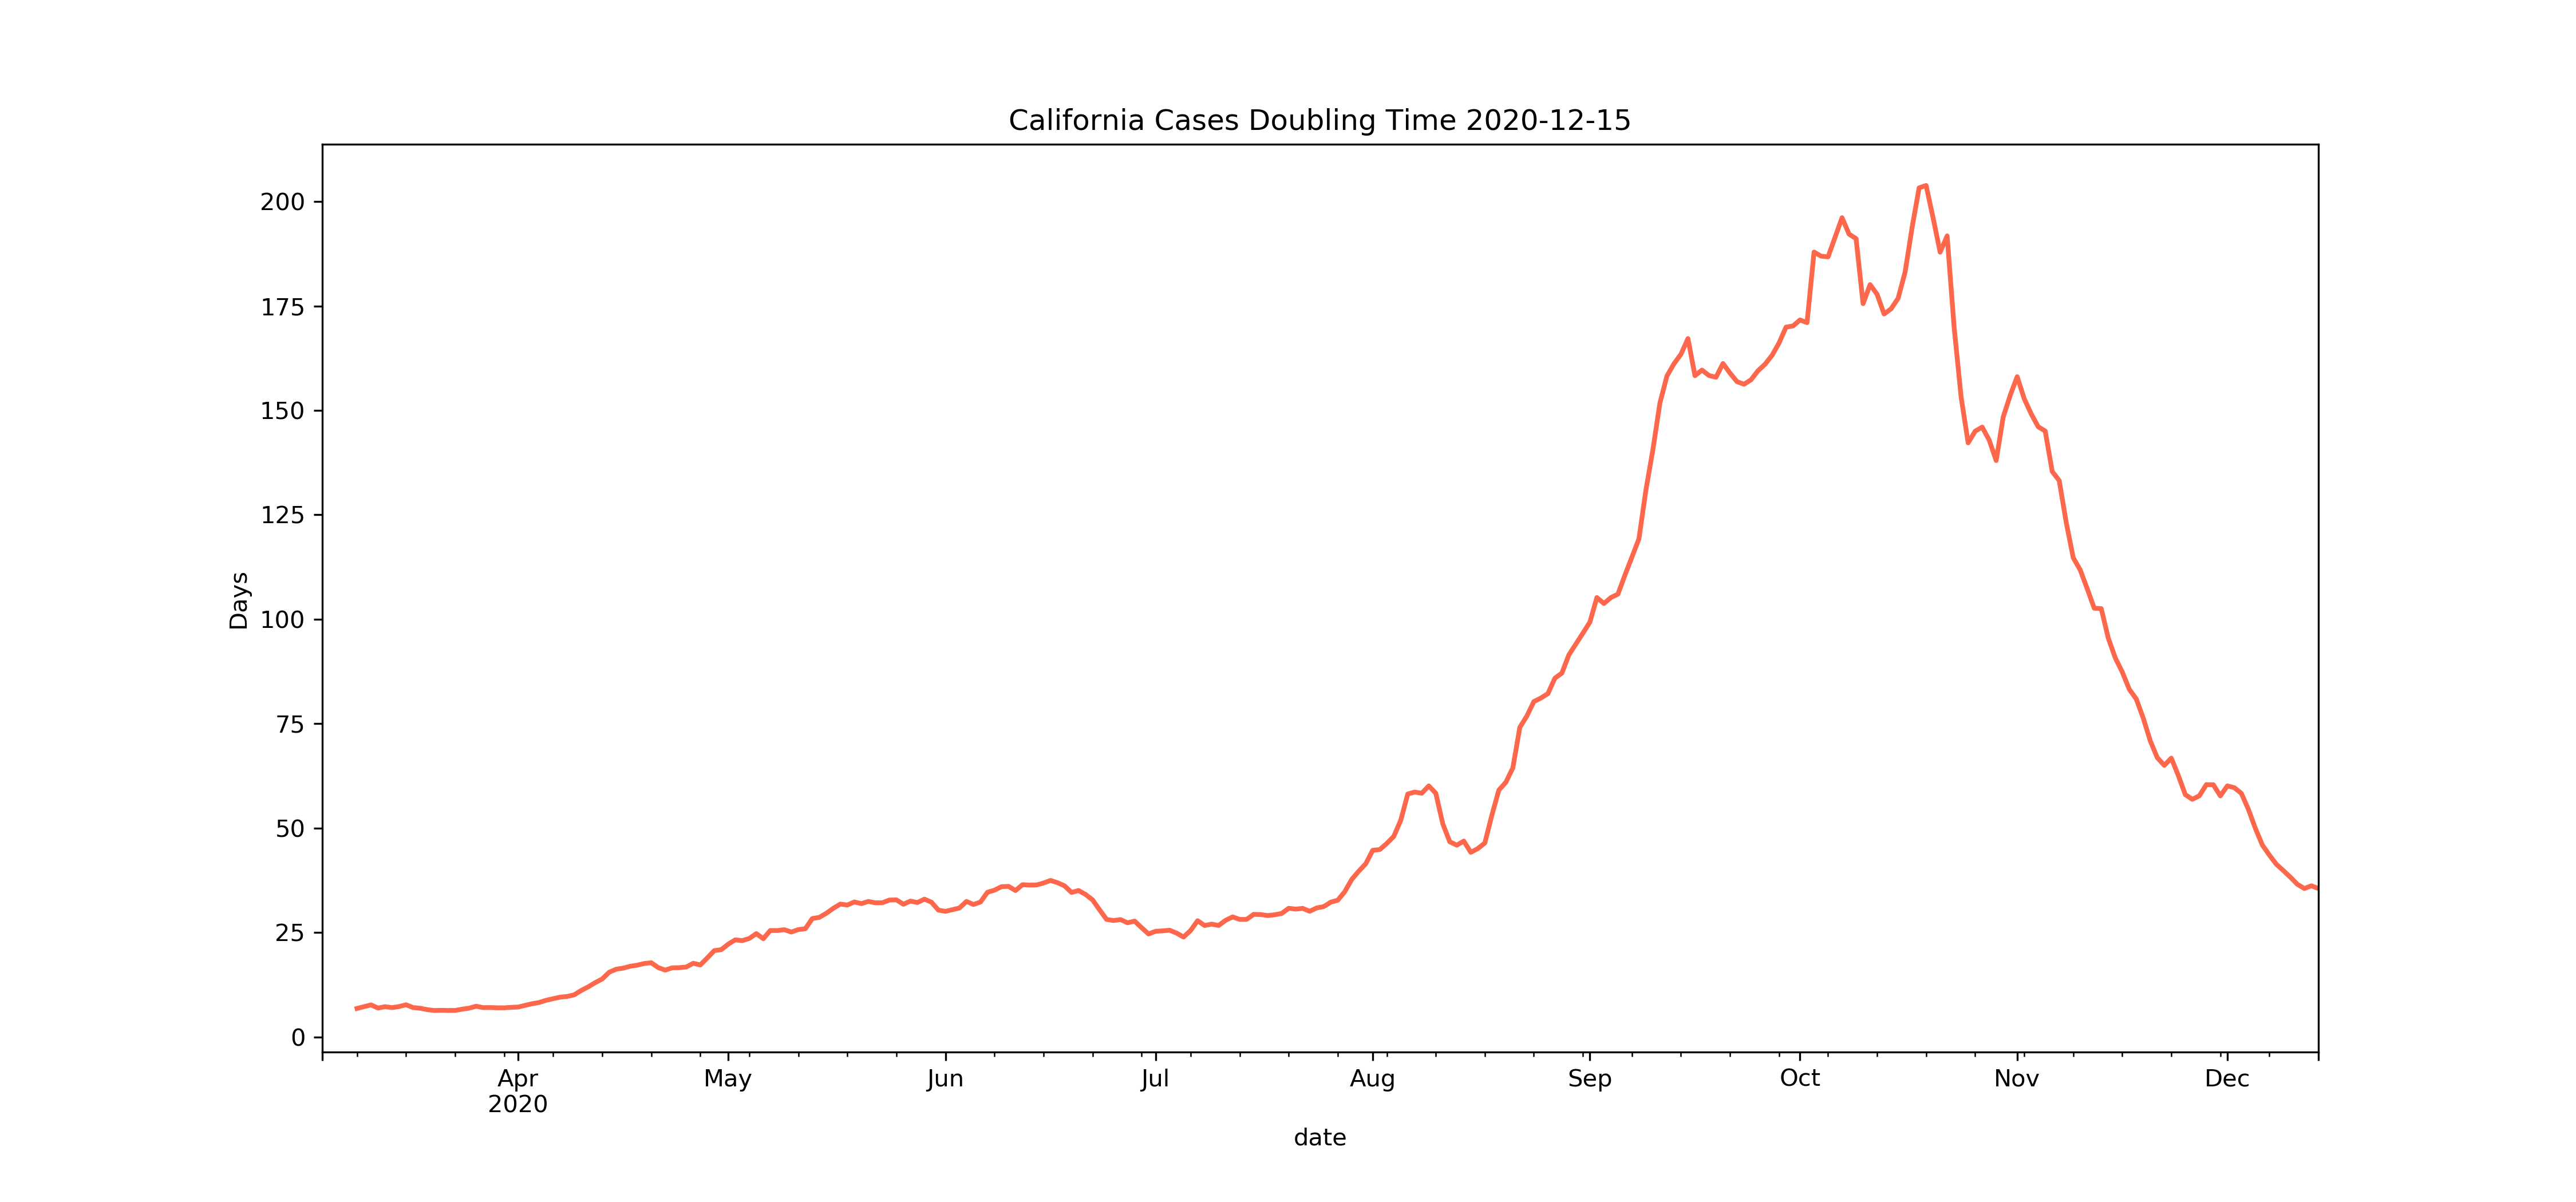 California Cases Doubling Time 2020-12-15
200
175
150
125
100
75
50
25
0
Days
Apr May Jun Jul Aug Sep Oct Nov Dec
2020
date